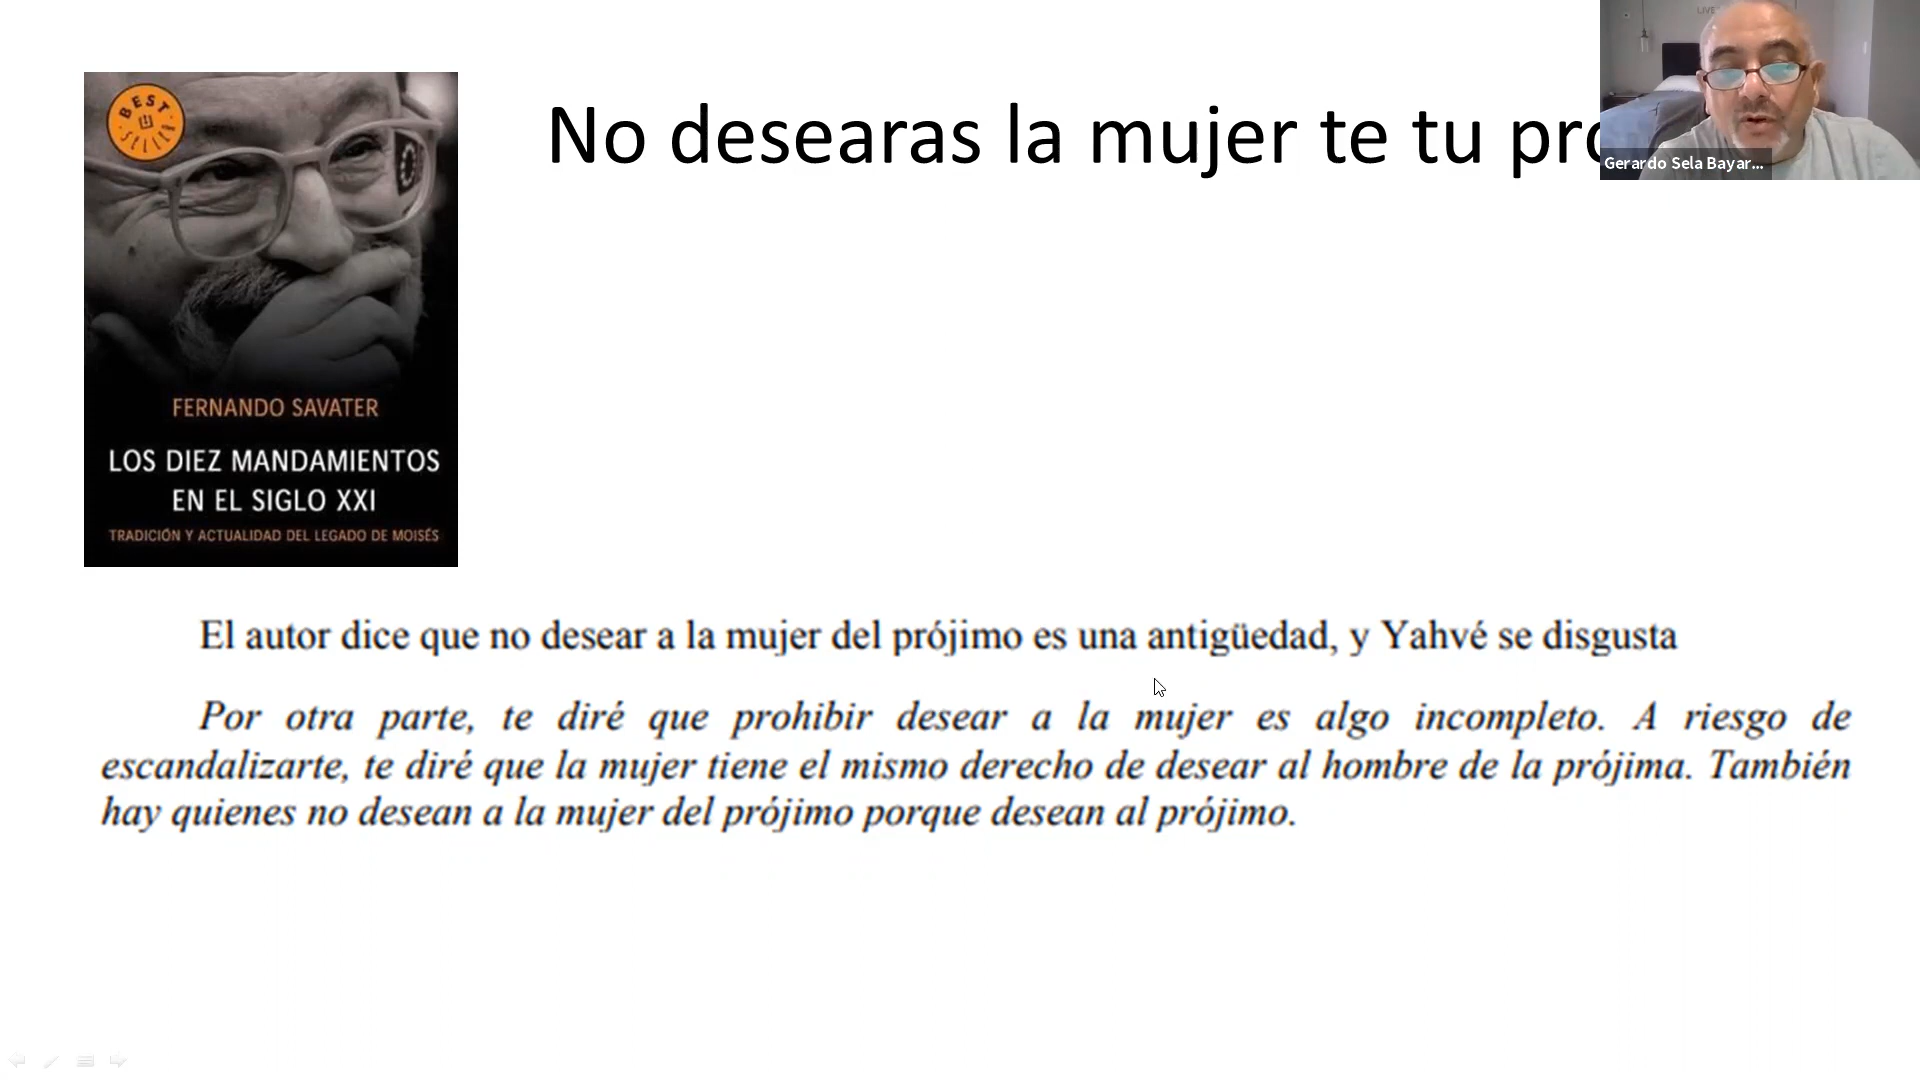 BEST
SELLER
FERNANDO SAVATER
LOS DIEZ MANDAMIENTOS
EN EL SIGLO XXI
TRADICIÓN Y ACTUALIDAD DEL LEGADO DE MOISÉS
No desearas la mujer te tu
LIVE
Gerardo Sela Bayar...
El autor dice que no desear a la mujer del prójimo es una antigüedad, y Yahvé se disgusta
Por otra parte, te diré que prohibir desear a la mujer es algo incompleto. A riesgo de
escandalizarte, te diré que la mujer tiene el mismo derecho de desear al hombre de la prójima. También
hay quienes no desean a la mujer del prójimo porque desean al prójimo.